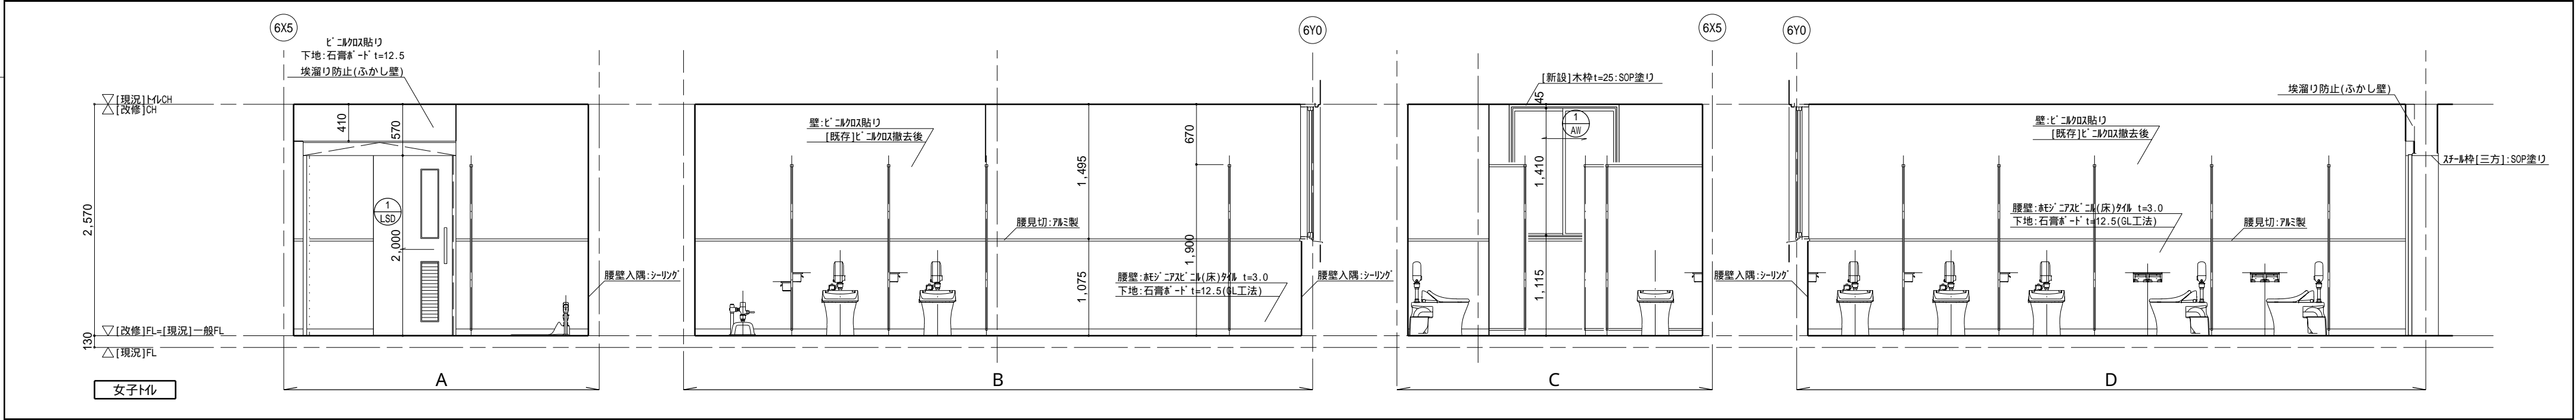 6X5
ﾋﾞﾆﾙｸﾛｽ貼り
下地:石膏ﾎﾞｰﾄﾞt=12.5
埃溜り防止(ふかし壁)
[現況]ﾄｲﾚCH
[改修]CH
2,570
130
[改修]FL=[現況]一般FL
[現況]FL
女子ﾄｲﾚ
410
570
2,000
1
LSD
腰壁入隅:ｼｰﾘﾝｸﾞ
A
6Y0
壁:ﾋﾞﾆﾙｸﾛｽ貼り
[既存]ﾋﾞﾆﾙｸﾛｽ撤去後
腰見切:ｱﾙﾐ製
1,495
1,075
670
1,900
腰壁:ﾎﾓｼﾞﾆｱｽﾋﾞﾆﾙ(床)ﾀｲﾙ t=3.0
下地:石膏ﾎﾞｰﾄﾞt=12.5(GL工法)
腰壁入隅:ｼｰﾘﾝｸﾞ
B
6X5
[新設]木枠t=25:SOP塗り
45
1
AW
1,410
1,115
腰壁入隅:ｼｰﾘﾝｸﾞ
C
6Y0
壁:ﾋﾞﾆﾙｸﾛｽ貼り
[既存]ﾋﾞﾆﾙｸﾛｽ撤去後
埃溜り防止(ふかし壁)
ｽﾁｰﾙ枠[三方]:SOP塗り
腰壁:ﾎﾓｼﾞﾆｱｽﾋﾞﾆﾙ(床)ﾀｲﾙ t=3.0
下地:石膏ﾎﾞｰﾄﾞt=12.5(GL工法)
腰見切:ｱﾙﾐ製
D